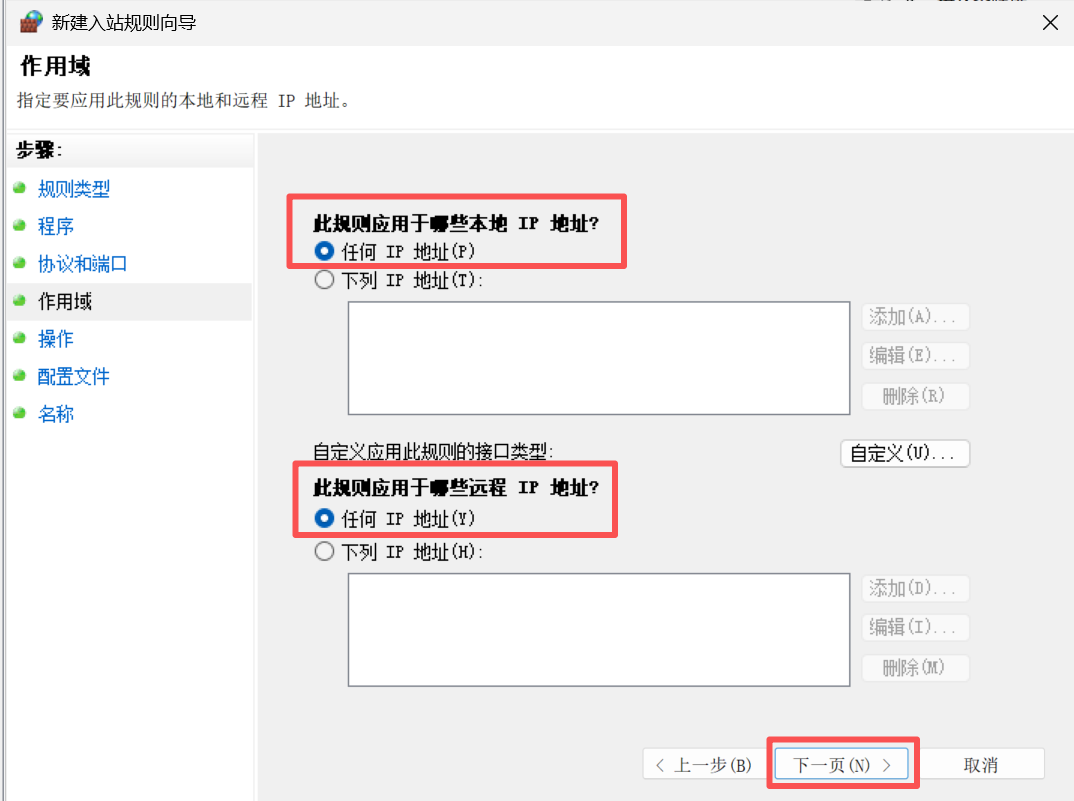 新建入站规则向导
作用域
指定要应用此规则的本地和远程 IP 地址。
步骤:
规则类型
程序
协议和端口
作用域
操作
配置文件
名称
此规则应用于哪些本地 IP 地址?
任何 IP 地址(P)
下列 IP 地址(T):
添加(A)...
编辑(E)...
删除(R)
自定义应用此规则的接口类型:
自定义(U)...
此规则应用于哪些远程 IP 地址?
任何 IP 地址(Y)
下列 IP 地址(H):
添加(D)...
编辑(I)...
删除(M)
< 上一步(B)
下一页(N) >
取消